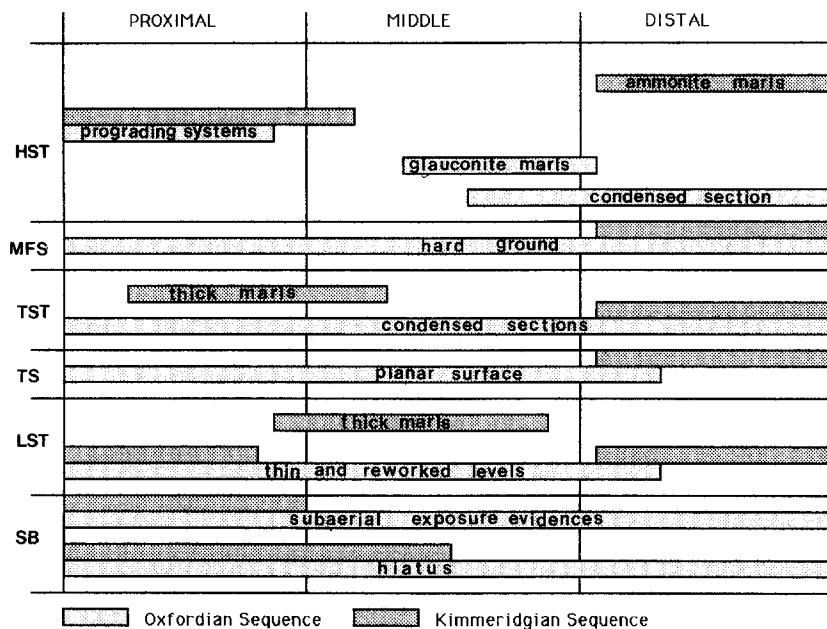 PROXIMAL MIDDLE DISTAL
ammonite marls
prograding systems
HST
glauconite marls
condensed section
MFS hard ground
thick marls
TST
condensed sections
TS planar surface
thick marls
LST
thin and reworked levels
subaerial exposure evidences
SB
hiatus
Oxfordian Sequence Kimmeridgian Sequence